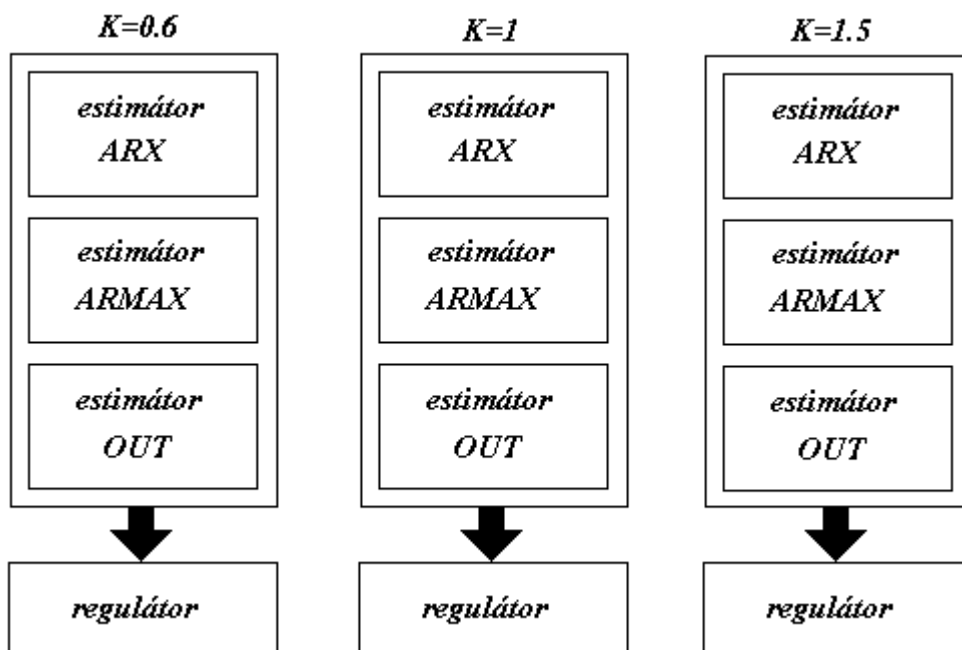 K=0.6
estimátor
ARX
estimátor
ARMAX
estimátor
OUT
regulátor
K=1
estimátor
ARX
estimátor
ARMAX
estimátor
OUT
regulátor
K=1.5
estimátor
ARX
estimátor
ARMAX
estimátor
OUT
regulátor